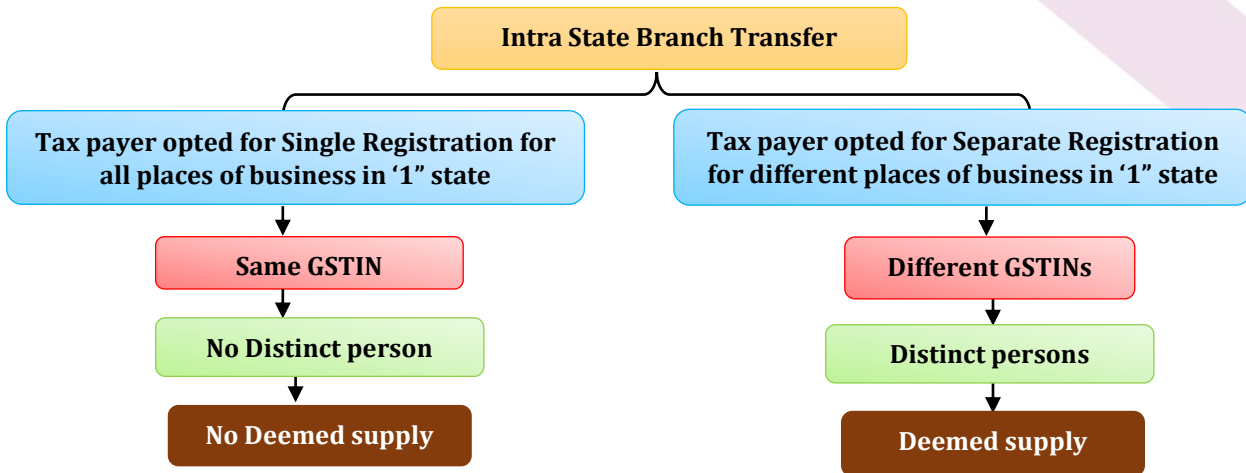 Intra State Branch Transfer
Tax payer opted for Single Registration for
all places of business in ‘1” state
Same GSTIN
No Distinct person
No Deemed supply
Tax payer opted for Separate Registration
for different places of business in ‘1” state
Different GSTINs
Distinct persons
Deemed supply